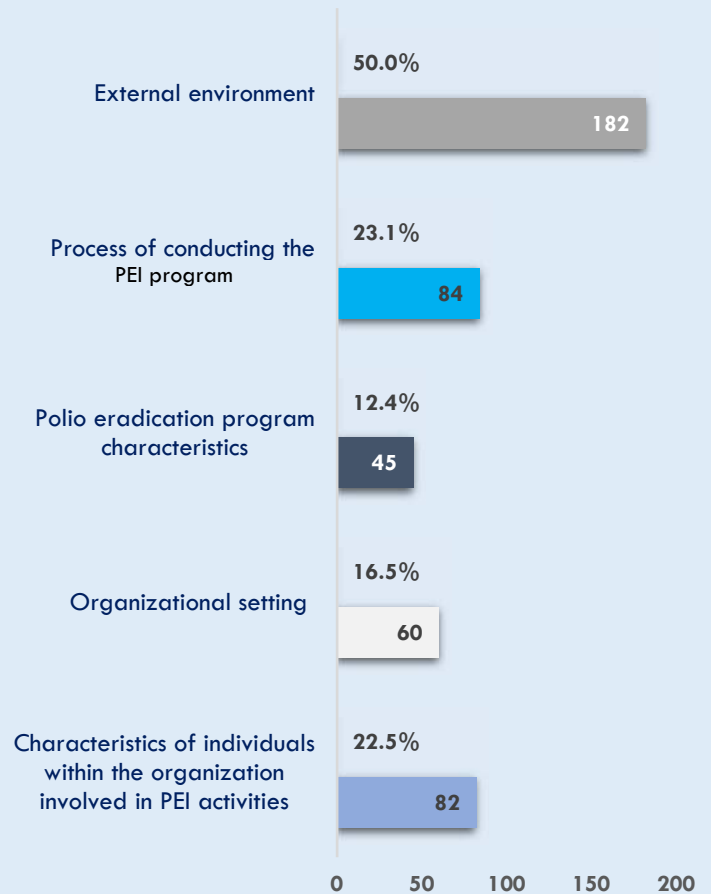 50.0%
External environment
182
23.1%
Process of conducting the
PEI program
84
12.4%
Polio eradication program
characteristics
45
16.5%
Organizational setting
60
22.5%
Characteristics of individuals
within the organization
involved in PEI activities
82
0 50 100 150 200